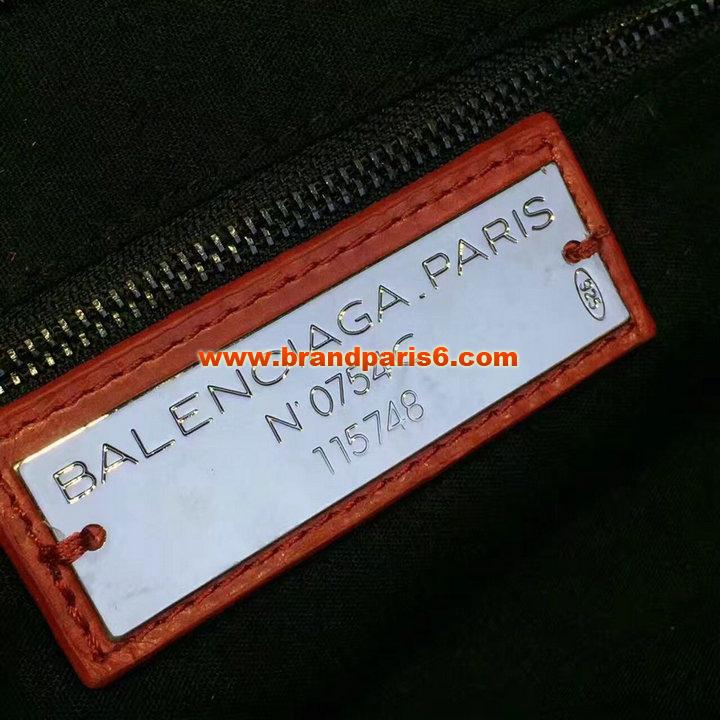 BALENCIAGA.PARIS
925
www.brandparis6.com
N°0754 C
115748